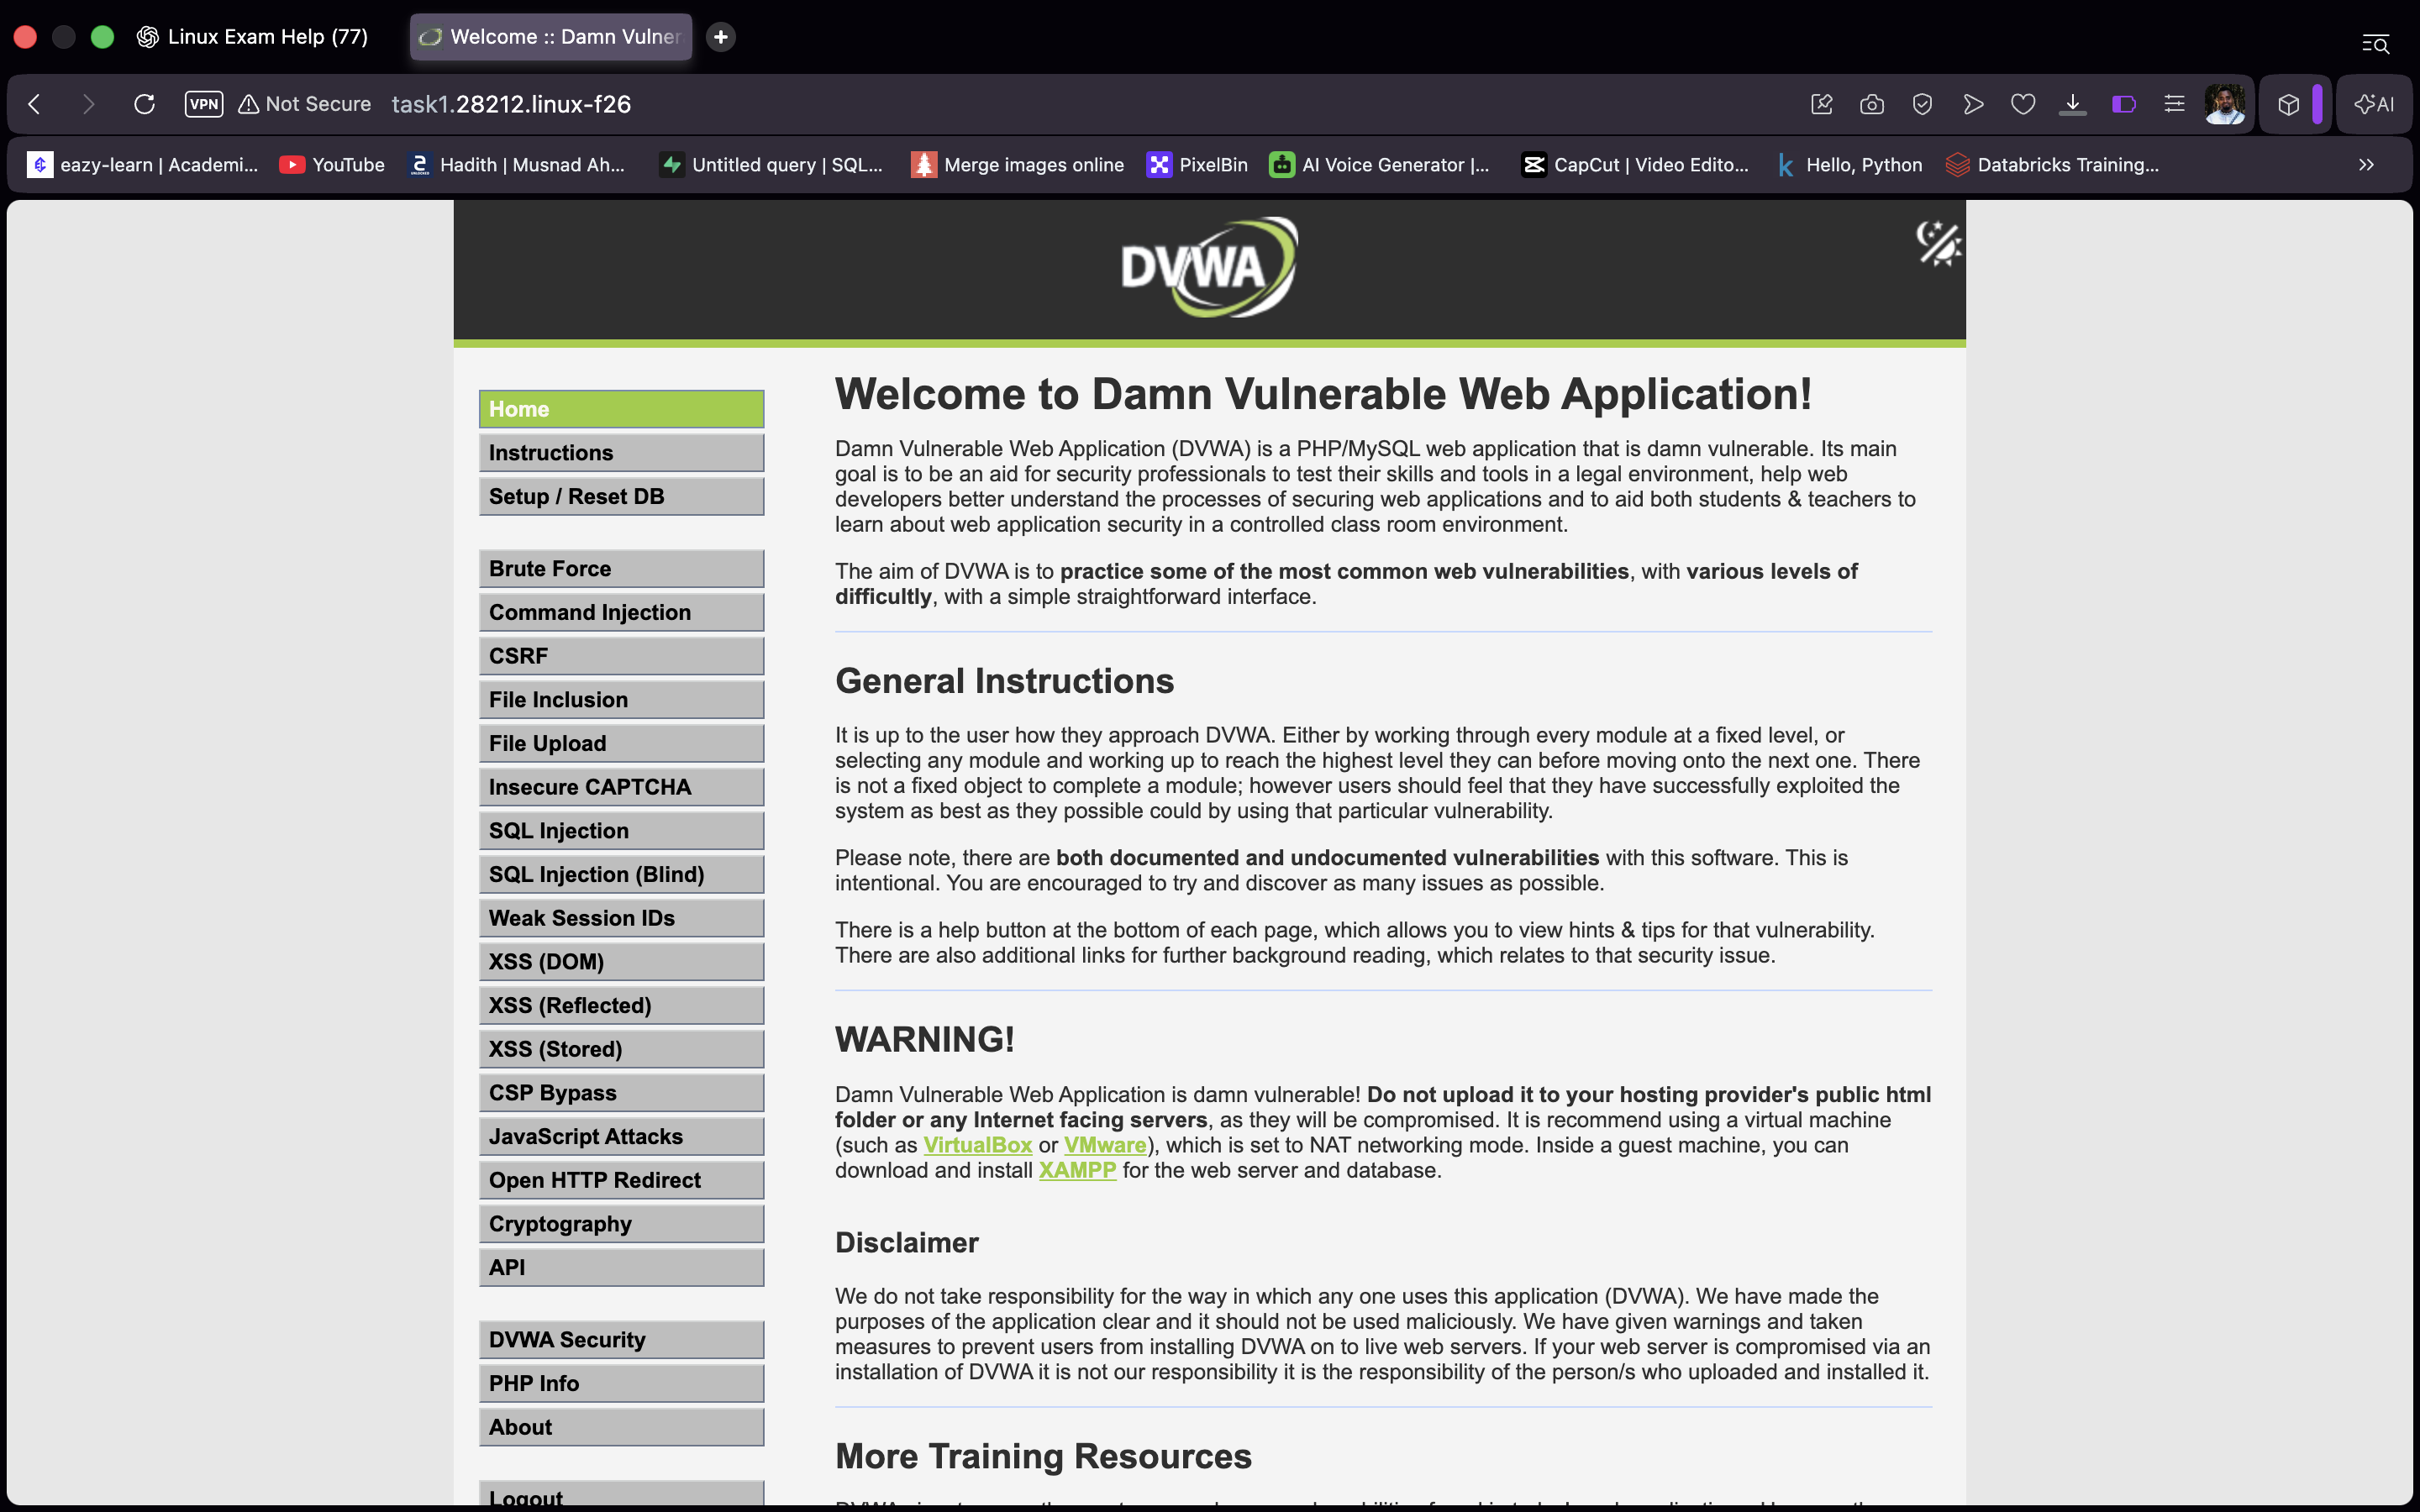 Linux Exam Help (77)
Welcome :: Damn Vulner
VPN
Not Secure
task1.28212.linux-f26
AI
eazy-learn | Academi...
YouTube
Hadith | Musnad Ah...
Untitled query | SQL...
Merge images online
PixelBin
AI Voice Generator |...
CapCut | Video Edito...
Hello, Python
Databricks Training...
DVWA
Home
Instructions
Setup / Reset DB
Brute Force
Command Injection
CSRF
File Inclusion
File Upload
Insecure CAPTCHA
SQL Injection
SQL Injection (Blind)
Weak Session IDs
XSS (DOM)
XSS (Reflected)
XSS (Stored)
CSP Bypass
JavaScript Attacks
Open HTTP Redirect
Cryptography
API
DVWA Security
PHP Info
About
Logout
Welcome to Damn Vulnerable Web Application!
Damn Vulnerable Web Application (DVWA) is a PHP/MySQL web application that is damn vulnerable. Its main
goal is to be an aid for security professionals to test their skills and tools in a legal environment, help web
developers better understand the processes of securing web applications and to aid both students & teachers to
learn about web application security in a controlled class room environment.
The aim of DVWA is to practice some of the most common web vulnerabilities, with various levels of
difficultly, with a simple straightforward interface.
General Instructions
It is up to the user how they approach DVWA. Either by working through every module at a fixed level, or
selecting any module and working up to reach the highest level they can before moving onto the next one. There
is not a fixed object to complete a module; however users should feel that they have successfully exploited the
system as best as they possible could by using that particular vulnerability.
Please note, there are both documented and undocumented vulnerabilities with this software. This is
intentional. You are encouraged to try and discover as many issues as possible.
There is a help button at the bottom of each page, which allows you to view hints & tips for that vulnerability.
There are also additional links for further background reading, which relates to that security issue.
WARNING!
Damn Vulnerable Web Application is damn vulnerable! Do not upload it to your hosting provider's public html
folder or any Internet facing servers, as they will be compromised. It is recommend using a virtual machine
(such as VirtualBox or VMware), which is set to NAT networking mode. Inside a guest machine, you can
download and install XAMPP for the web server and database.
Disclaimer
We do not take responsibility for the way in which any one uses this application (DVWA). We have made the
purposes of the application clear and it should not be used maliciously. We have given warnings and taken
measures to prevent users from installing DVWA on to live web servers. If your web server is compromised via an
installation of DVWA it is not our responsibility it is the responsibility of the person/s who uploaded and installed it.
More Training Resources